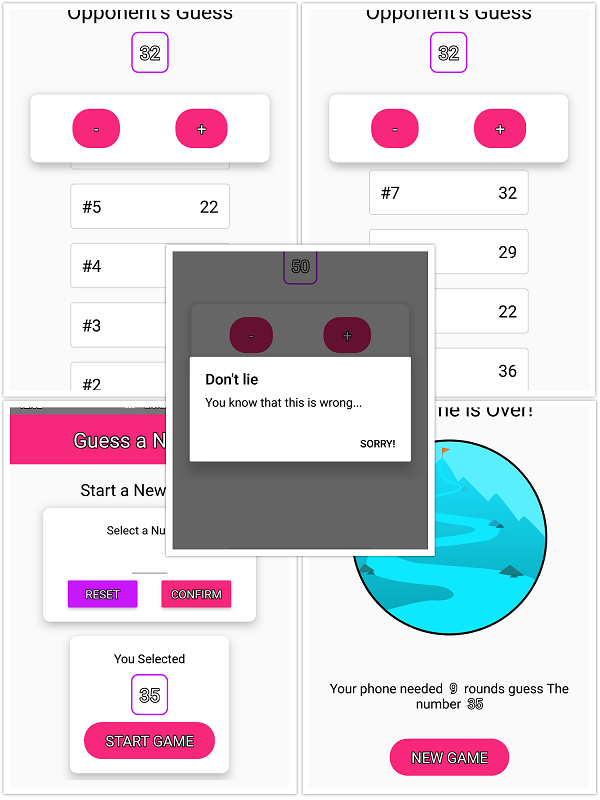 Opponent's Guess
32
-
+
#5 22
#4
#3
#2
Opponent's Guess
32
-
+
#7 32
29
22
36
50
-
+
Don't lie
You know that this is wrong...
SORRY!
Guess a N
Start a New
Select a Nu
RESET
CONFIRM
You Selected
35
START GAME
me is Over!
Your phone needed 9 rounds guess The
number 35
NEW GAME